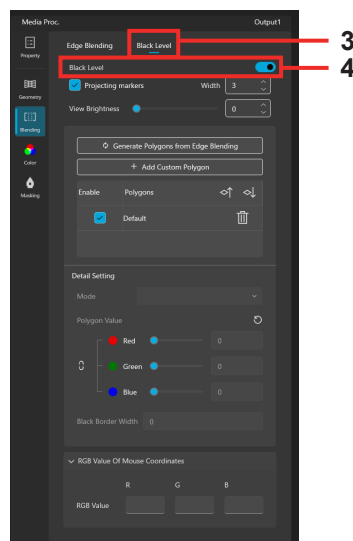 Media Proc. Output1
Property
Geometry
Blending
Color
Masking
Edge Blending Black Level 3
Black Level 4
Projecting markers Width 3
View Brightness 0
Generate Polygons from Edge Blending
+ Add Custom Polygon
Enable Polygons
Default
Detail Setting
Mode
Polygon Value
Red 0
Green 0
Blue 0
Black Border Width 0
RGB Value Of Mouse Coordinates
R G B
RGB Value